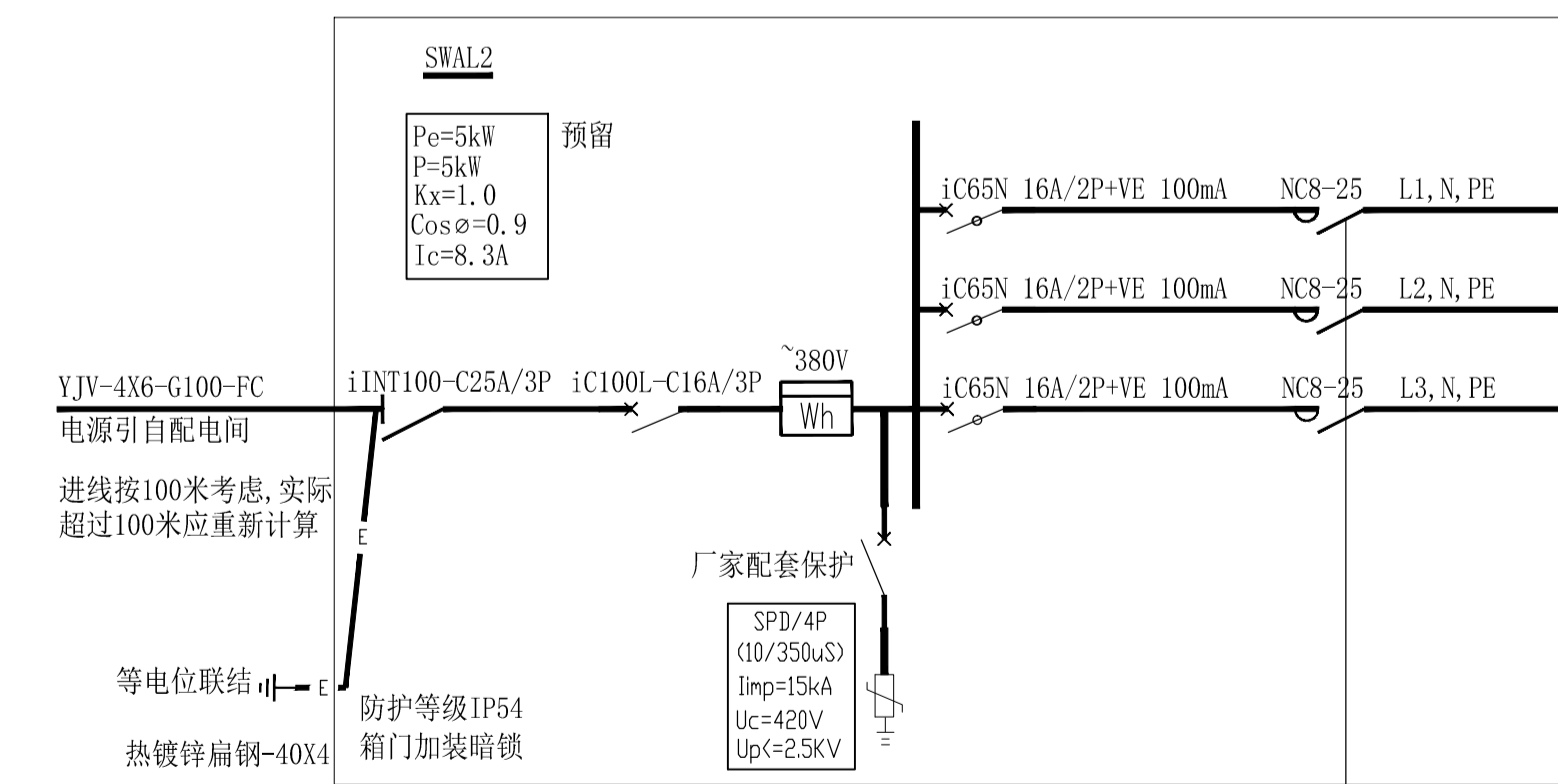 SWAL2
Pe=5kW
P=5kW
Kx=1.0
Cos⌀=0.9
Ic=8.3A
预留
iC65N 16A/2P+VE 100mA NC8-25 L1,N,PE
iC65N 16A/2P+VE 100mA NC8-25 L2,N,PE
iC65N 16A/2P+VE 100mA NC8-25 L3,N,PE
YJV-4X6-G100-FC
电源引自配电间
进线按100米考虑,实际
超过100米应重新计算
iINT100-C25A/3P
iC100L-C16A/3P
~380V
Wh
E
厂家配套保护
SPD/4P
(10/350uS)
Iimp=15kA
Uc=420V
Up<=2.5KV
等电位联结
E
热镀锌扁钢-40X4
防护等级IP54
箱门加装暗锁